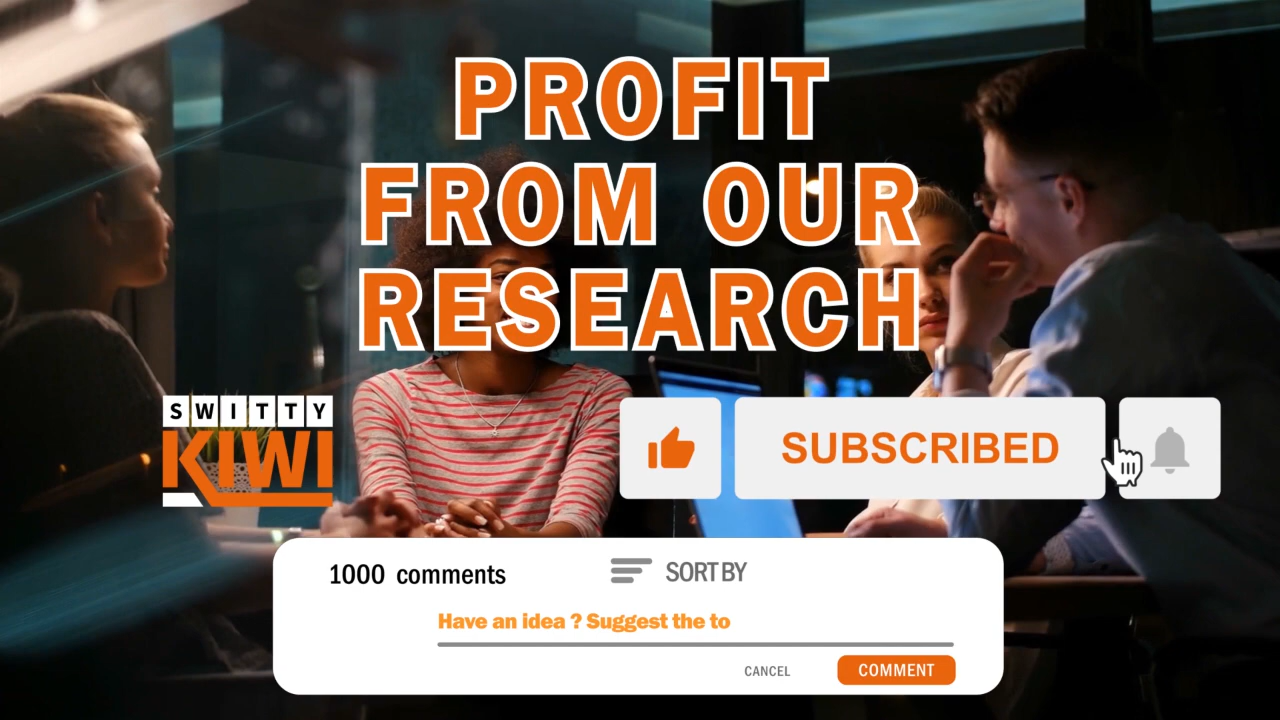 PROFIT
FROM OUR
RESEARCH
SWITTY
KIWI
SUBSCRIBED
1000 comments
SORT BY
Have an idea ? Suggest the to
CANCEL
COMMENT